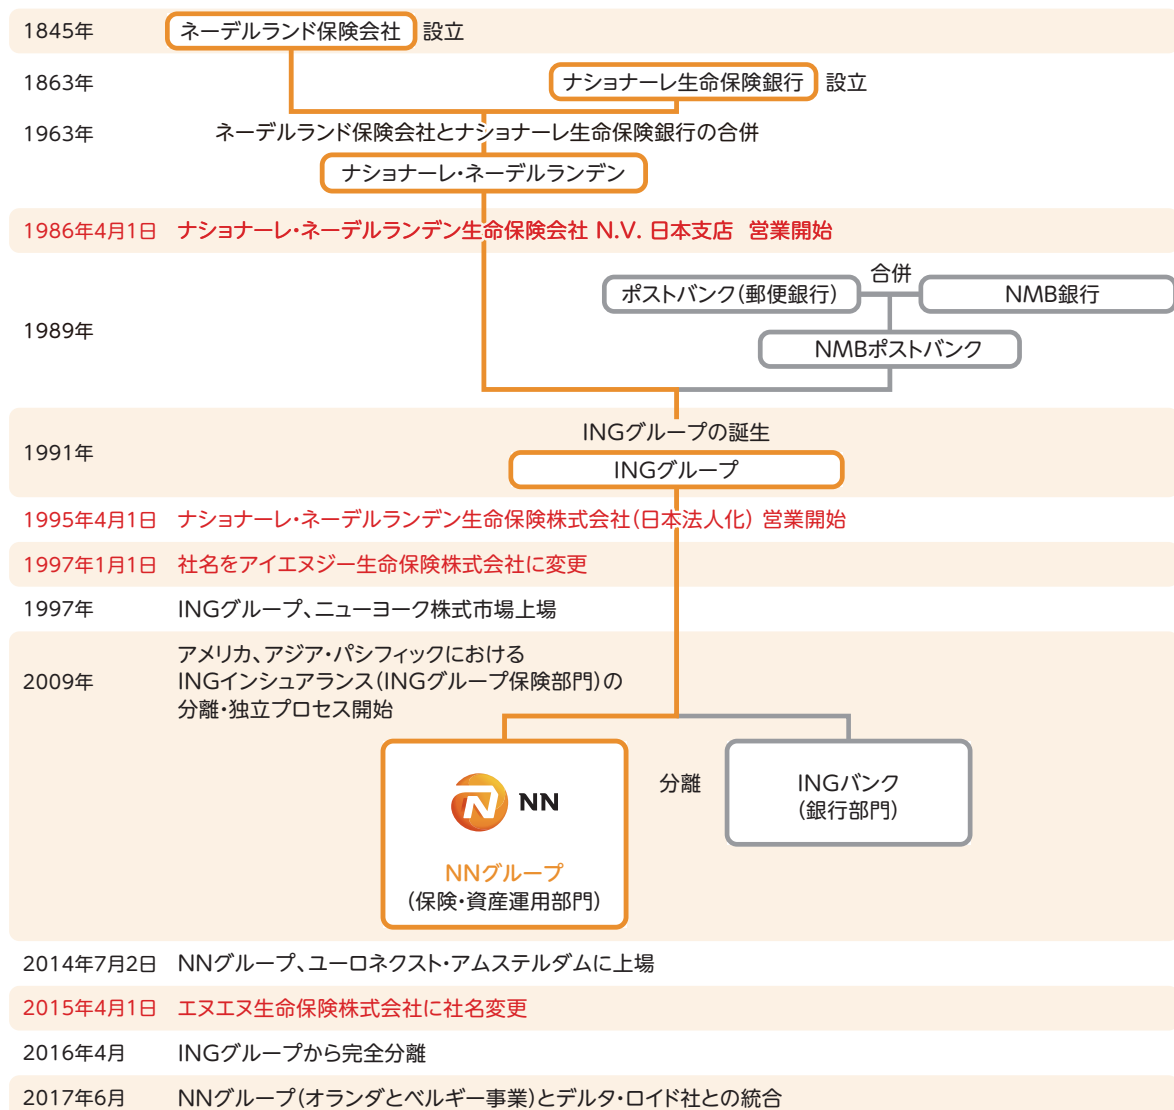 1845年 ネーデルランド保険会社 設立
1863年 ナショナーレ生命保険銀行 設立
1963年 ネーデルランド保険会社とナショナーレ生命保険銀行の合併
ナショナーレ・ネーデルランデン
1986年4月1日 ナショナーレ・ネーデルランデン生命保険会社 N.V. 日本支店 営業開始
合併
ポストバンク(郵便銀行) NMB銀行
1989年
NMBポストバンク
INGグループの誕生
1991年
INGグループ
1995年4月1日 ナショナーレ・ネーデルランデン生命保険株式会社(日本法人化) 営業開始
1997年1月1日 社名をアイエヌジー生命保険株式会社に変更
1997年 INGグループ、ニューヨーク株式市場上場
アメリカ、アジア・パシフィックにおける
2009年 INGインシュアランス(INGグループ保険部門)の
分離・独立プロセス開始
分離
INGバンク
(銀行部門)
NN
NNグループ
(保険・資産運用部門)
2014年7月2日 NNグループ、ユーロネクスト・アムステルダムに上場
2015年4月1日 エヌエヌ生命保険株式会社に社名変更
2016年4月 INGグループから完全分離
2017年6月 NNグループ(オランダとベルギー事業)とデルタ・ロイド社との統合